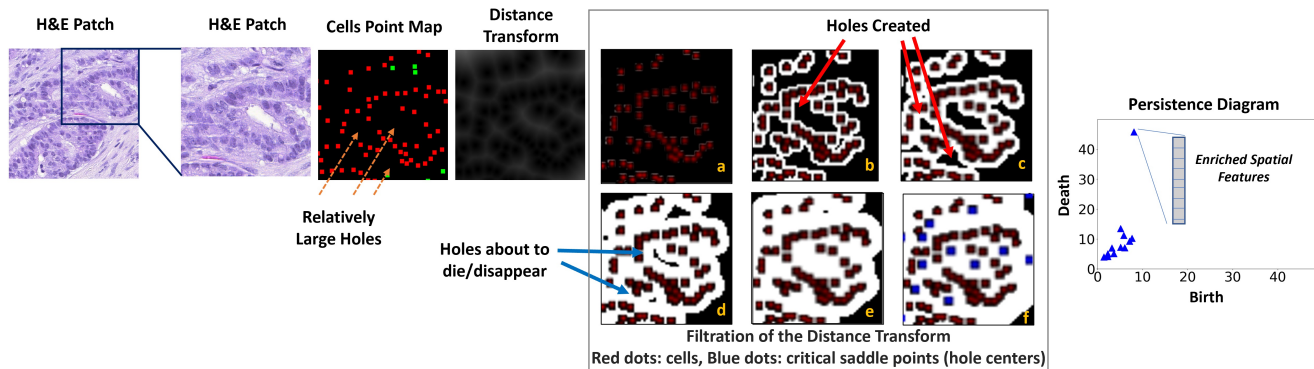 H&E Patch
H&E Patch
Cells Point Map
Distance
Transform
Relatively
Large Holes
Holes about to
die/disappear
Holes Created
a
b
c
d
e
f
Filtration of the Distance Transform
Red dots: cells, Blue dots: critical saddle points (hole centers)
Persistence Diagram
Enriched Spatial
Features
Death
40
30
20
10
0
0
20
40
Birth